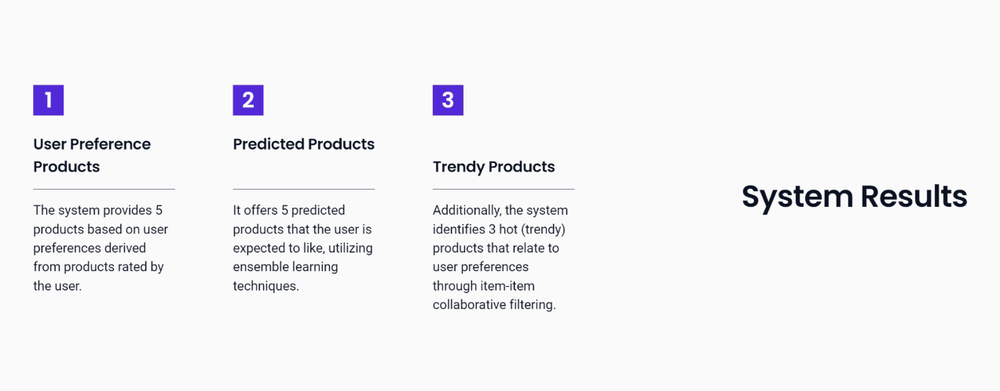 1
User Preference
Products
The system provides 5
products based on user
preferences derived
from products rated by
the user.
2
Predicted Products
It offers 5 predicted
products that the user is
expected to like, utilizing
ensemble learning
techniques.
3
Trendy Products
Additionally, the system
identifies 3 hot (trendy)
products that relate to
user preferences
through item-item
collaborative filtering.
System Results